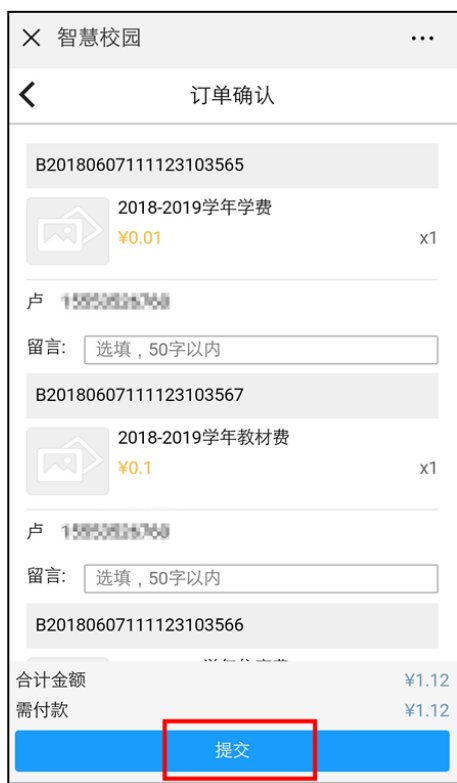 智慧校园
订单确认
B20180607111123103565
2018-2019学年学费
¥0.01
x1
卢
留言:
选填，50字以内
B20180607111123103567
2018-2019学年教材费
¥0.1
x1
卢
留言:
选填，50字以内
B20180607111123103566
合计金额
¥1.12
需付款
¥1.12
提交